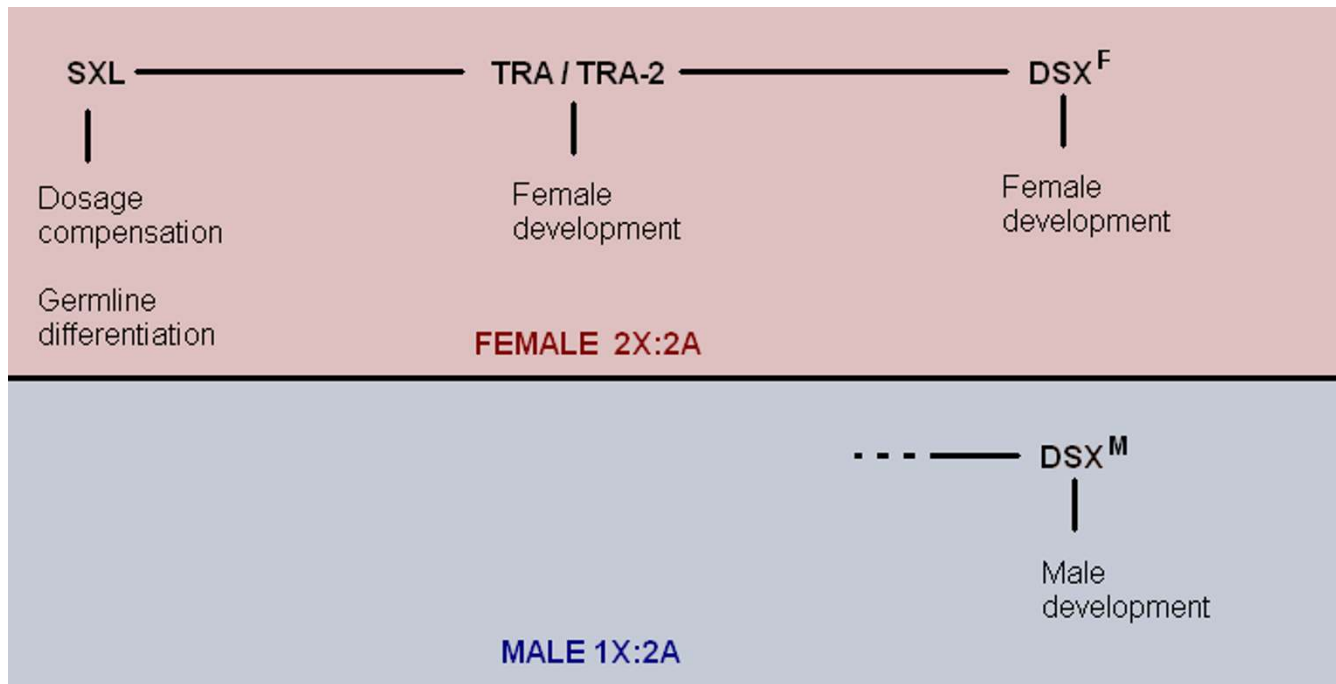 SXL TRA / TRA-2 DSX^F
Dosage
compensation
Germline
differentiation
Female
development
Female
development
FEMALE 2X:2A
DSX^M
Male
development
MALE 1X:2A